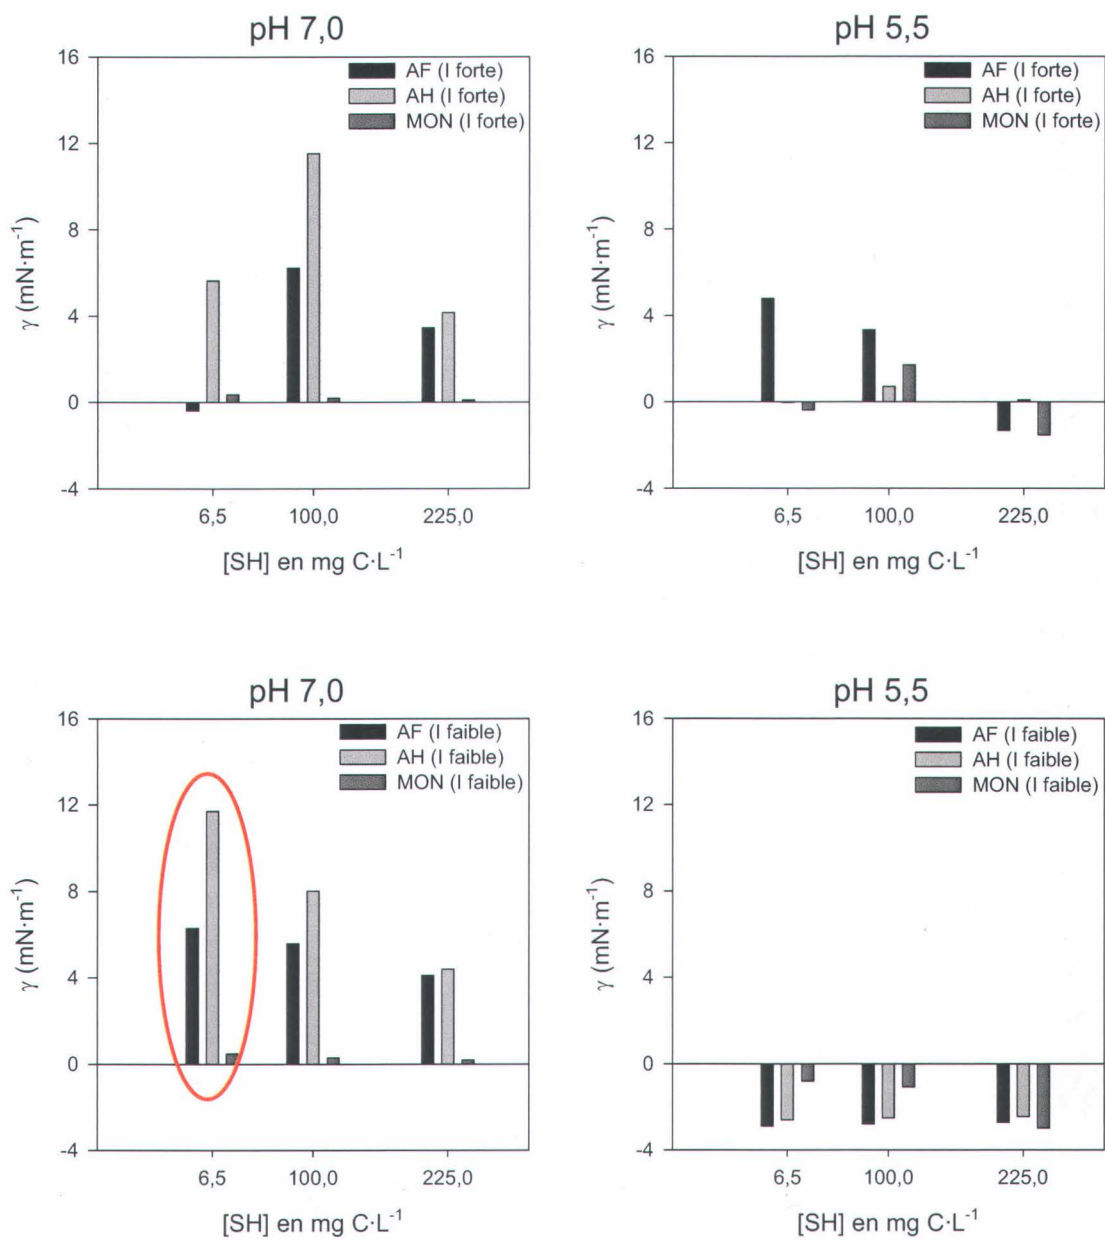 pH 7,0
16
12
8
4
0
-4
γ (mN·m⁻¹)
AF (I forte)
AH (I forte)
MON (I forte)
6,5 100,0 225,0
[SH] en mg C·L⁻¹
pH 5,5
16
12
8
4
0
-4
γ (mN·m⁻¹)
AF (I forte)
AH (I forte)
MON (I forte)
6,5 100,0 225,0
[SH] en mg C·L⁻¹
pH 7,0
16
12
8
4
0
-4
γ (mN·m⁻¹)
AF (I faible)
AH (I faible)
MON (I faible)
6,5 100,0 225,0
[SH] en mg C·L⁻¹
pH 5,5
16
12
8
4
0
-4
γ (mN·m⁻¹)
AF (I faible)
AH (I faible)
MON (I faible)
6,5 100,0 225,0
[SH] en mg C·L⁻¹